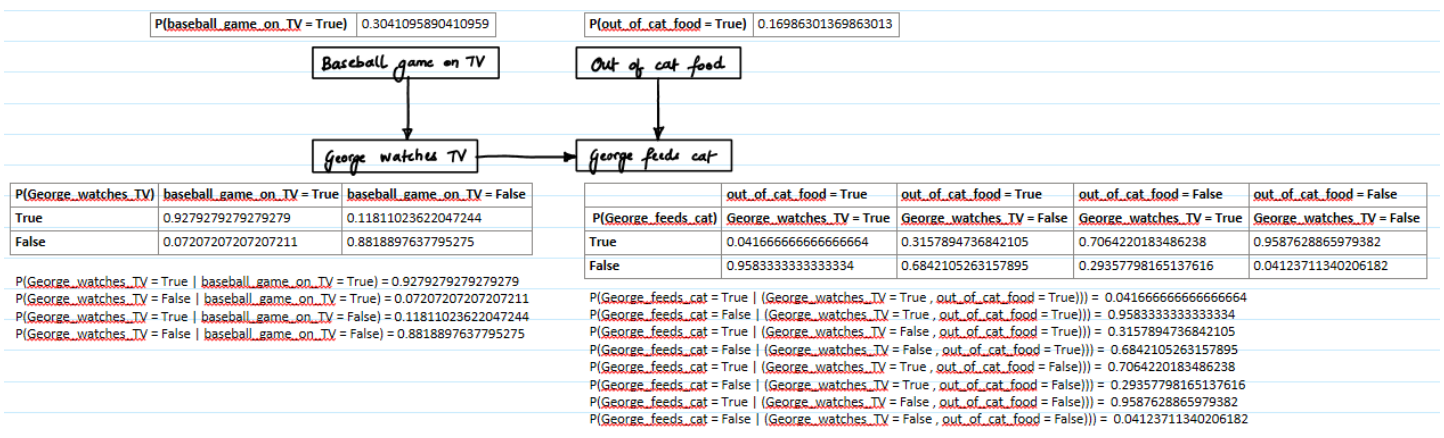 P(baseball_game_on_TV = True) 0.3041095890410959 P(out_of_cat_food = True) 0.16986301369863013
Baseball game on TV Out of cat food
George watches TV George feeds cat
P(George_watches_TV) baseball_game_on_TV = True baseball_game_on_TV = False
True 0.9279279279279279 0.11811023622047244
False 0.07207207207207211 0.8818897637795275
P(George_watches_TV = True | baseball_game_on_TV = True) = 0.9279279279279279
P(George_watches_TV = False | baseball_game_on_TV = True) = 0.07207207207207211
P(George_watches_TV = True | baseball_game_on_TV = False) = 0.11811023622047244
P(George_watches_TV = False | baseball_game_on_TV = False) = 0.8818897637795275
out_of_cat_food = True out_of_cat_food = True out_of_cat_food = False out_of_cat_food = False
P(George_feeds_cat) George_watches_TV = True George_watches_TV = False George_watches_TV = True George_watches_TV = False
True 0.041666666666666664 0.3157894736842105 0.7064220183486238 0.9587628865979382
False 0.9583333333333334 0.6842105263157895 0.29357798165137616 0.04123711340206182
P(George_feeds_cat = True | (George_watches_TV = True , out_of_cat_food = True))) = 0.041666666666666664
P(George_feeds_cat = False | (George_watches_TV = True , out_of_cat_food = True))) = 0.9583333333333334
P(George_feeds_cat = True | (George_watches_TV = False , out_of_cat_food = True))) = 0.3157894736842105
P(George_feeds_cat = False | (George_watches_TV = False , out_of_cat_food = True))) = 0.6842105263157895
P(George_feeds_cat = True | (George_watches_TV = True , out_of_cat_food = False))) = 0.7064220183486238
P(George_feeds_cat = False | (George_watches_TV = True , out_of_cat_food = False))) = 0.29357798165137616
P(George_feeds_cat = True | (George_watches_TV = False , out_of_cat_food = False))) = 0.9587628865979382
P(George_feeds_cat = False | (George_watches_TV = False , out_of_cat_food = False))) = 0.04123711340206182